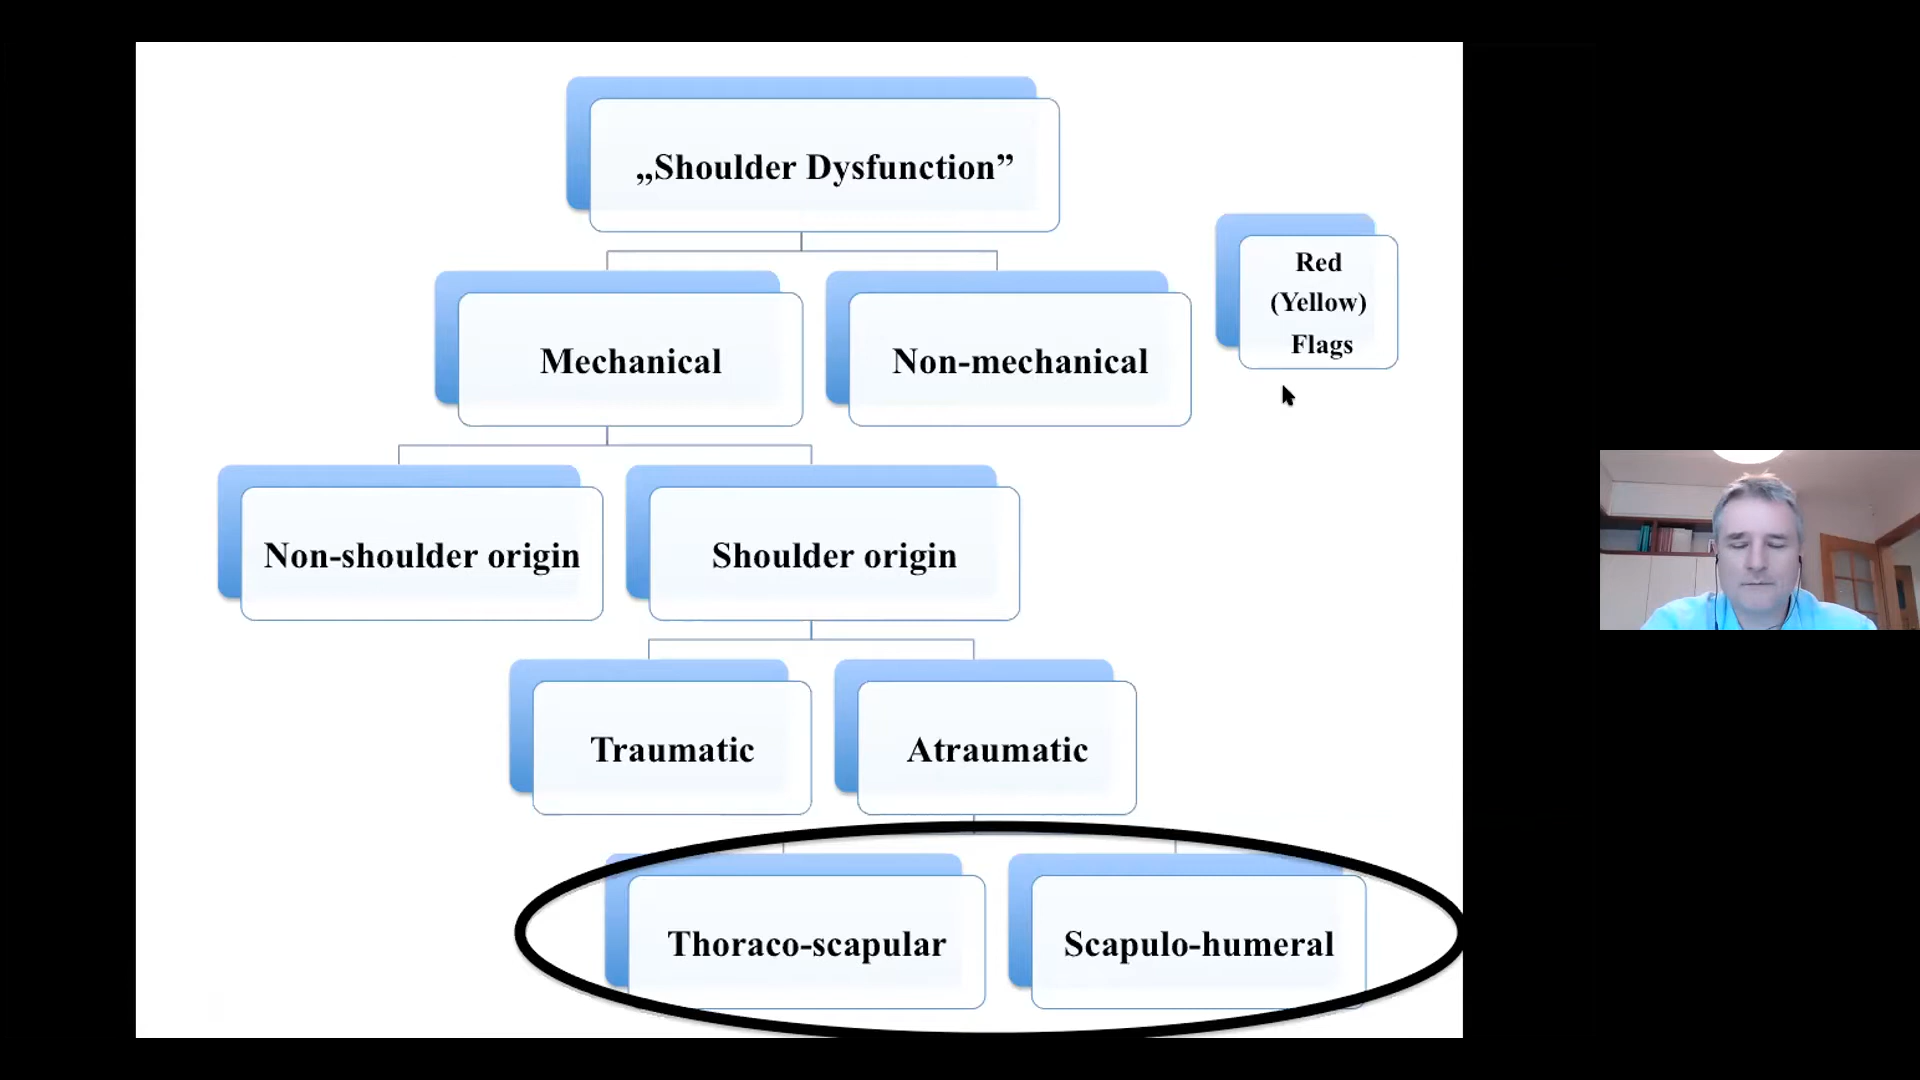 „Shoulder Dysfunction”
Red
(Yellow)
Flags
Mechanical
Non-mechanical
Non-shoulder origin
Shoulder origin
Traumatic
Atraumatic
Thoraco-scapular
Scapulo-humeral